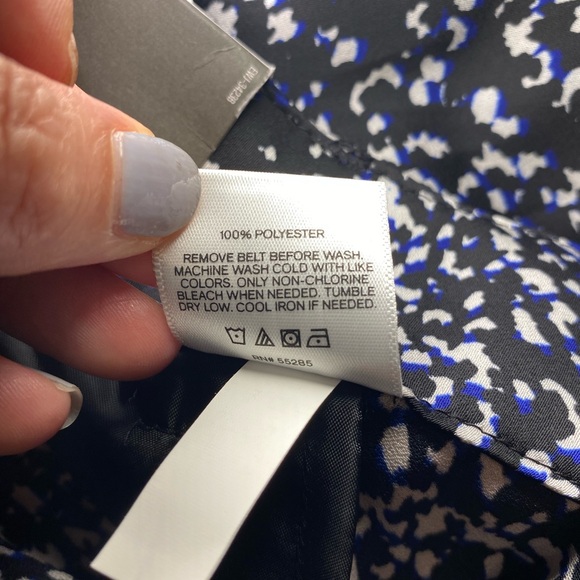 100% POLYESTER
REMOVE BELT BEFORE WASH.
MACHINE WASH COLD WITH LIKE
COLORS. ONLY NON-CHLORINE
BLEACH WHEN NEEDED. TUMBLE
DRY LOW. COOL IRON IF NEEDED.
RN# 55285